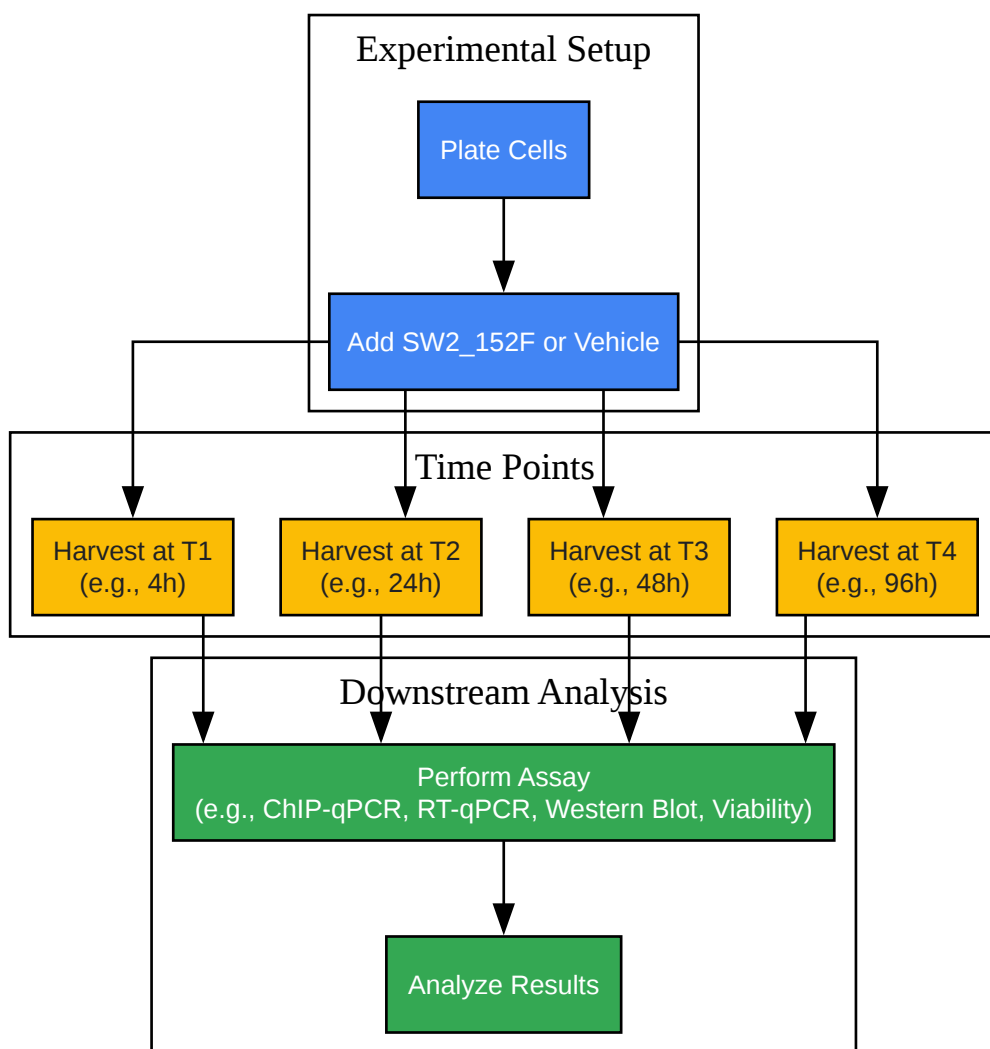 Experimental Setup
Plate Cells
Add SW2_152F or Vehicle
Time Points
Harvest at T1
(e.g., 4h)
Harvest at T2
(e.g., 24h)
Harvest at T3
(e.g., 48h)
Harvest at T4
(e.g., 96h)
Downstream Analysis
Perform Assay
(e.g., ChIP-qPCR, RT-qPCR, Western Blot, Viability)
Analyze Results